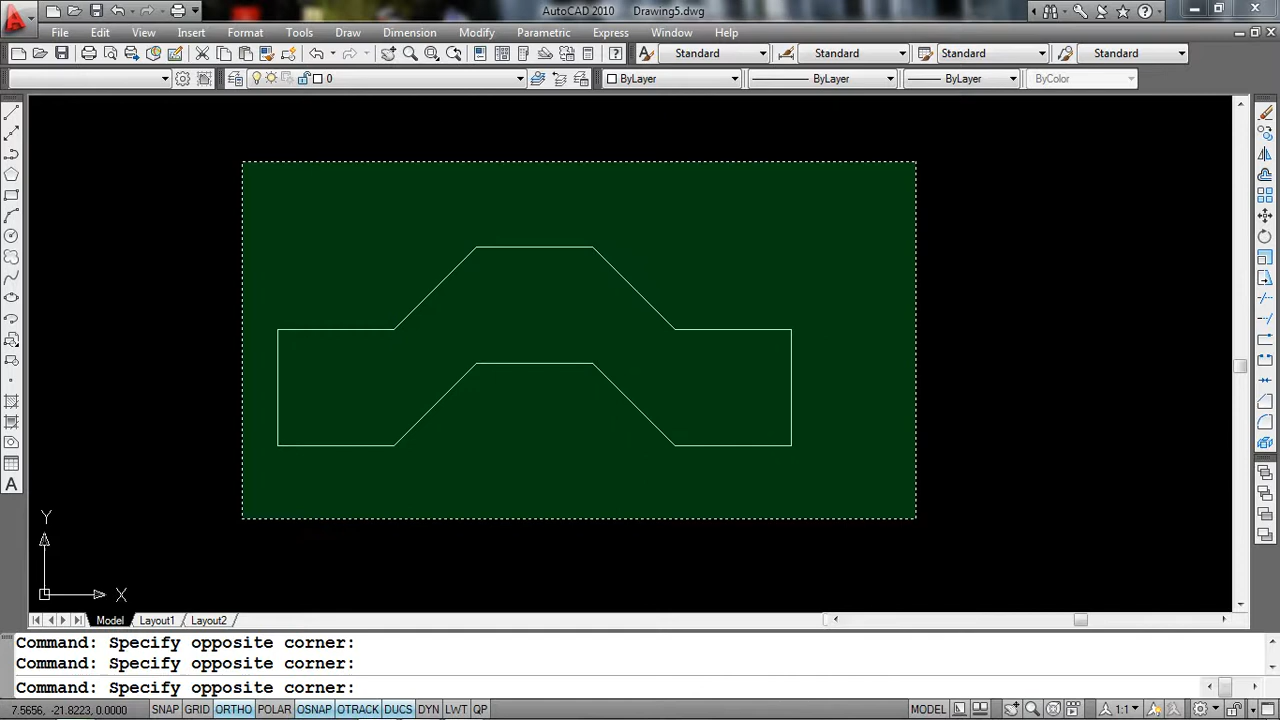 AutoCAD 2010 Drawing5.dwg
File Edit View Insert Format Tools Draw Dimension Modify Parametric Express Window Help
Standard Standard Standard Standard
0 ByLayer ByLayer ByLayer ByColor
Y
X
A
Model Layout1 Layout2
Command: Specify opposite corner:
Command: Specify opposite corner:
Command: Specify opposite corner:
7.5656, -21.8223, 0.0000 SNAP GRID ORTHO POLAR OSNAP OTRACK DUCS DYN LWT QP MODEL 1:1